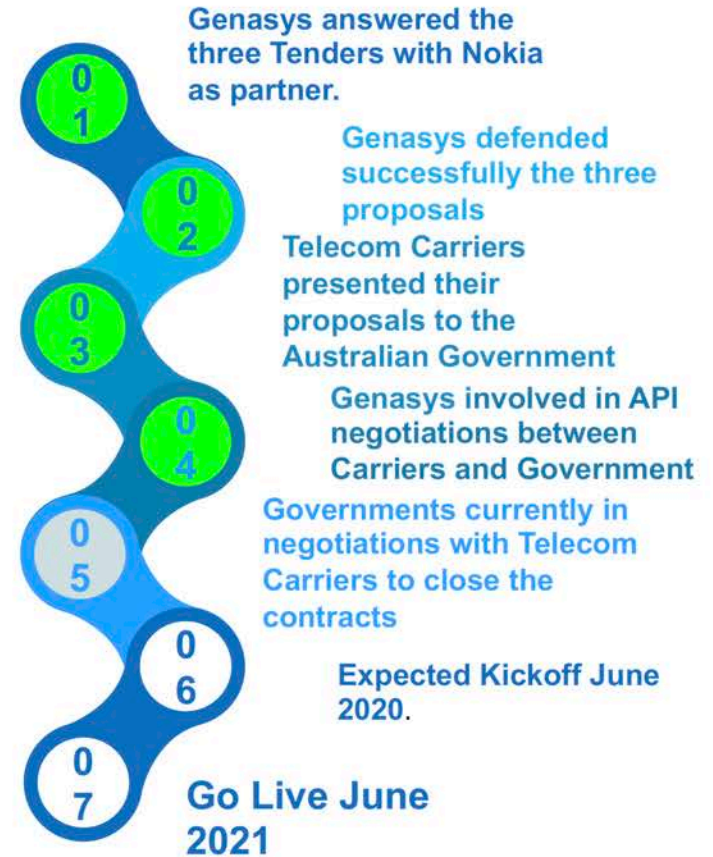 Genasys answered the
three Tenders with Nokia
as partner.
0
1
Genasys defended
successfully the three
proposals
0
2
Telecom Carriers
presented their
proposals to the
Australian Government
0
3
Genasys involved in API
negotiations between
Carriers and Government
0
4
Governments currently in
negotiations with Telecom
Carriers to close the
contracts
0
5
Expected Kickoff June
2020.
0
6
Go Live June
2021
0
7